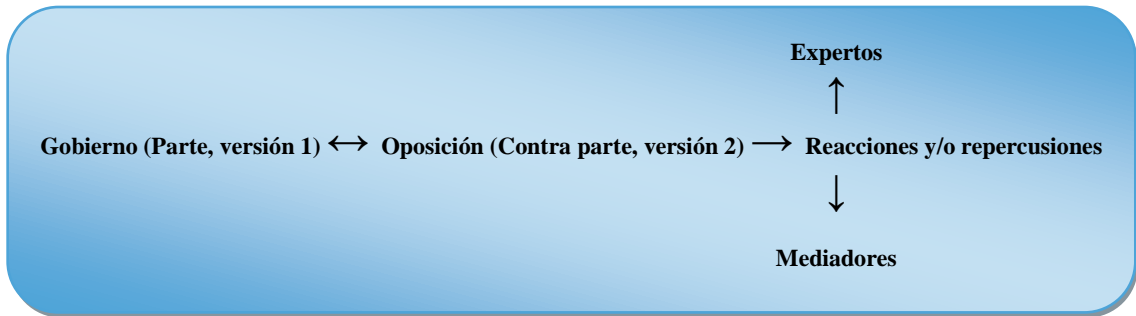 Expertos
↑
Gobierno (Parte, versión 1) ↔ Oposición (Contra parte, versión 2) → Reacciones y/o repercusiones
↓
Mediadores